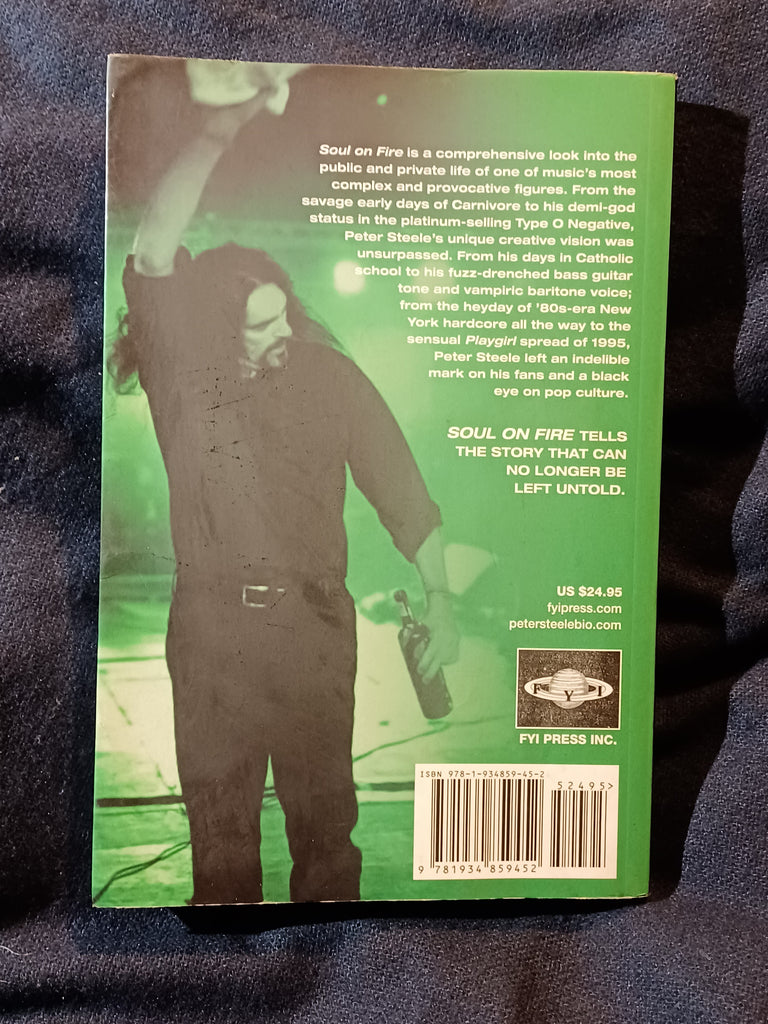 Soul on Fire is a comprehensive look into the
public and private life of one of music's most
complex and provocative figures. From the
savage early days of Carnivore to his demi-god
status in the platinum-selling Type O Negative,
Peter Steele's unique creative vision was
unsurpassed. From his days in Catholic
school to his fuzz-drenched bass guitar
tone and vampiric baritone voice;
from the heyday of '80s-era New
York hardcore all the way to the
sensual Playgirl spread of 1995,
Peter Steele left an indelible
mark on his fans and a black
eye on pop culture.
SOUL ON FIRE TELLS
THE STORY THAT CAN
NO LONGER BE
LEFT UNTOLD.
US $24.95
fyipress.com
petersteelebio.com
F Y I
FYI PRESS INC.
ISBN 978-1-934859-45-2
52495>
9 781934 859452